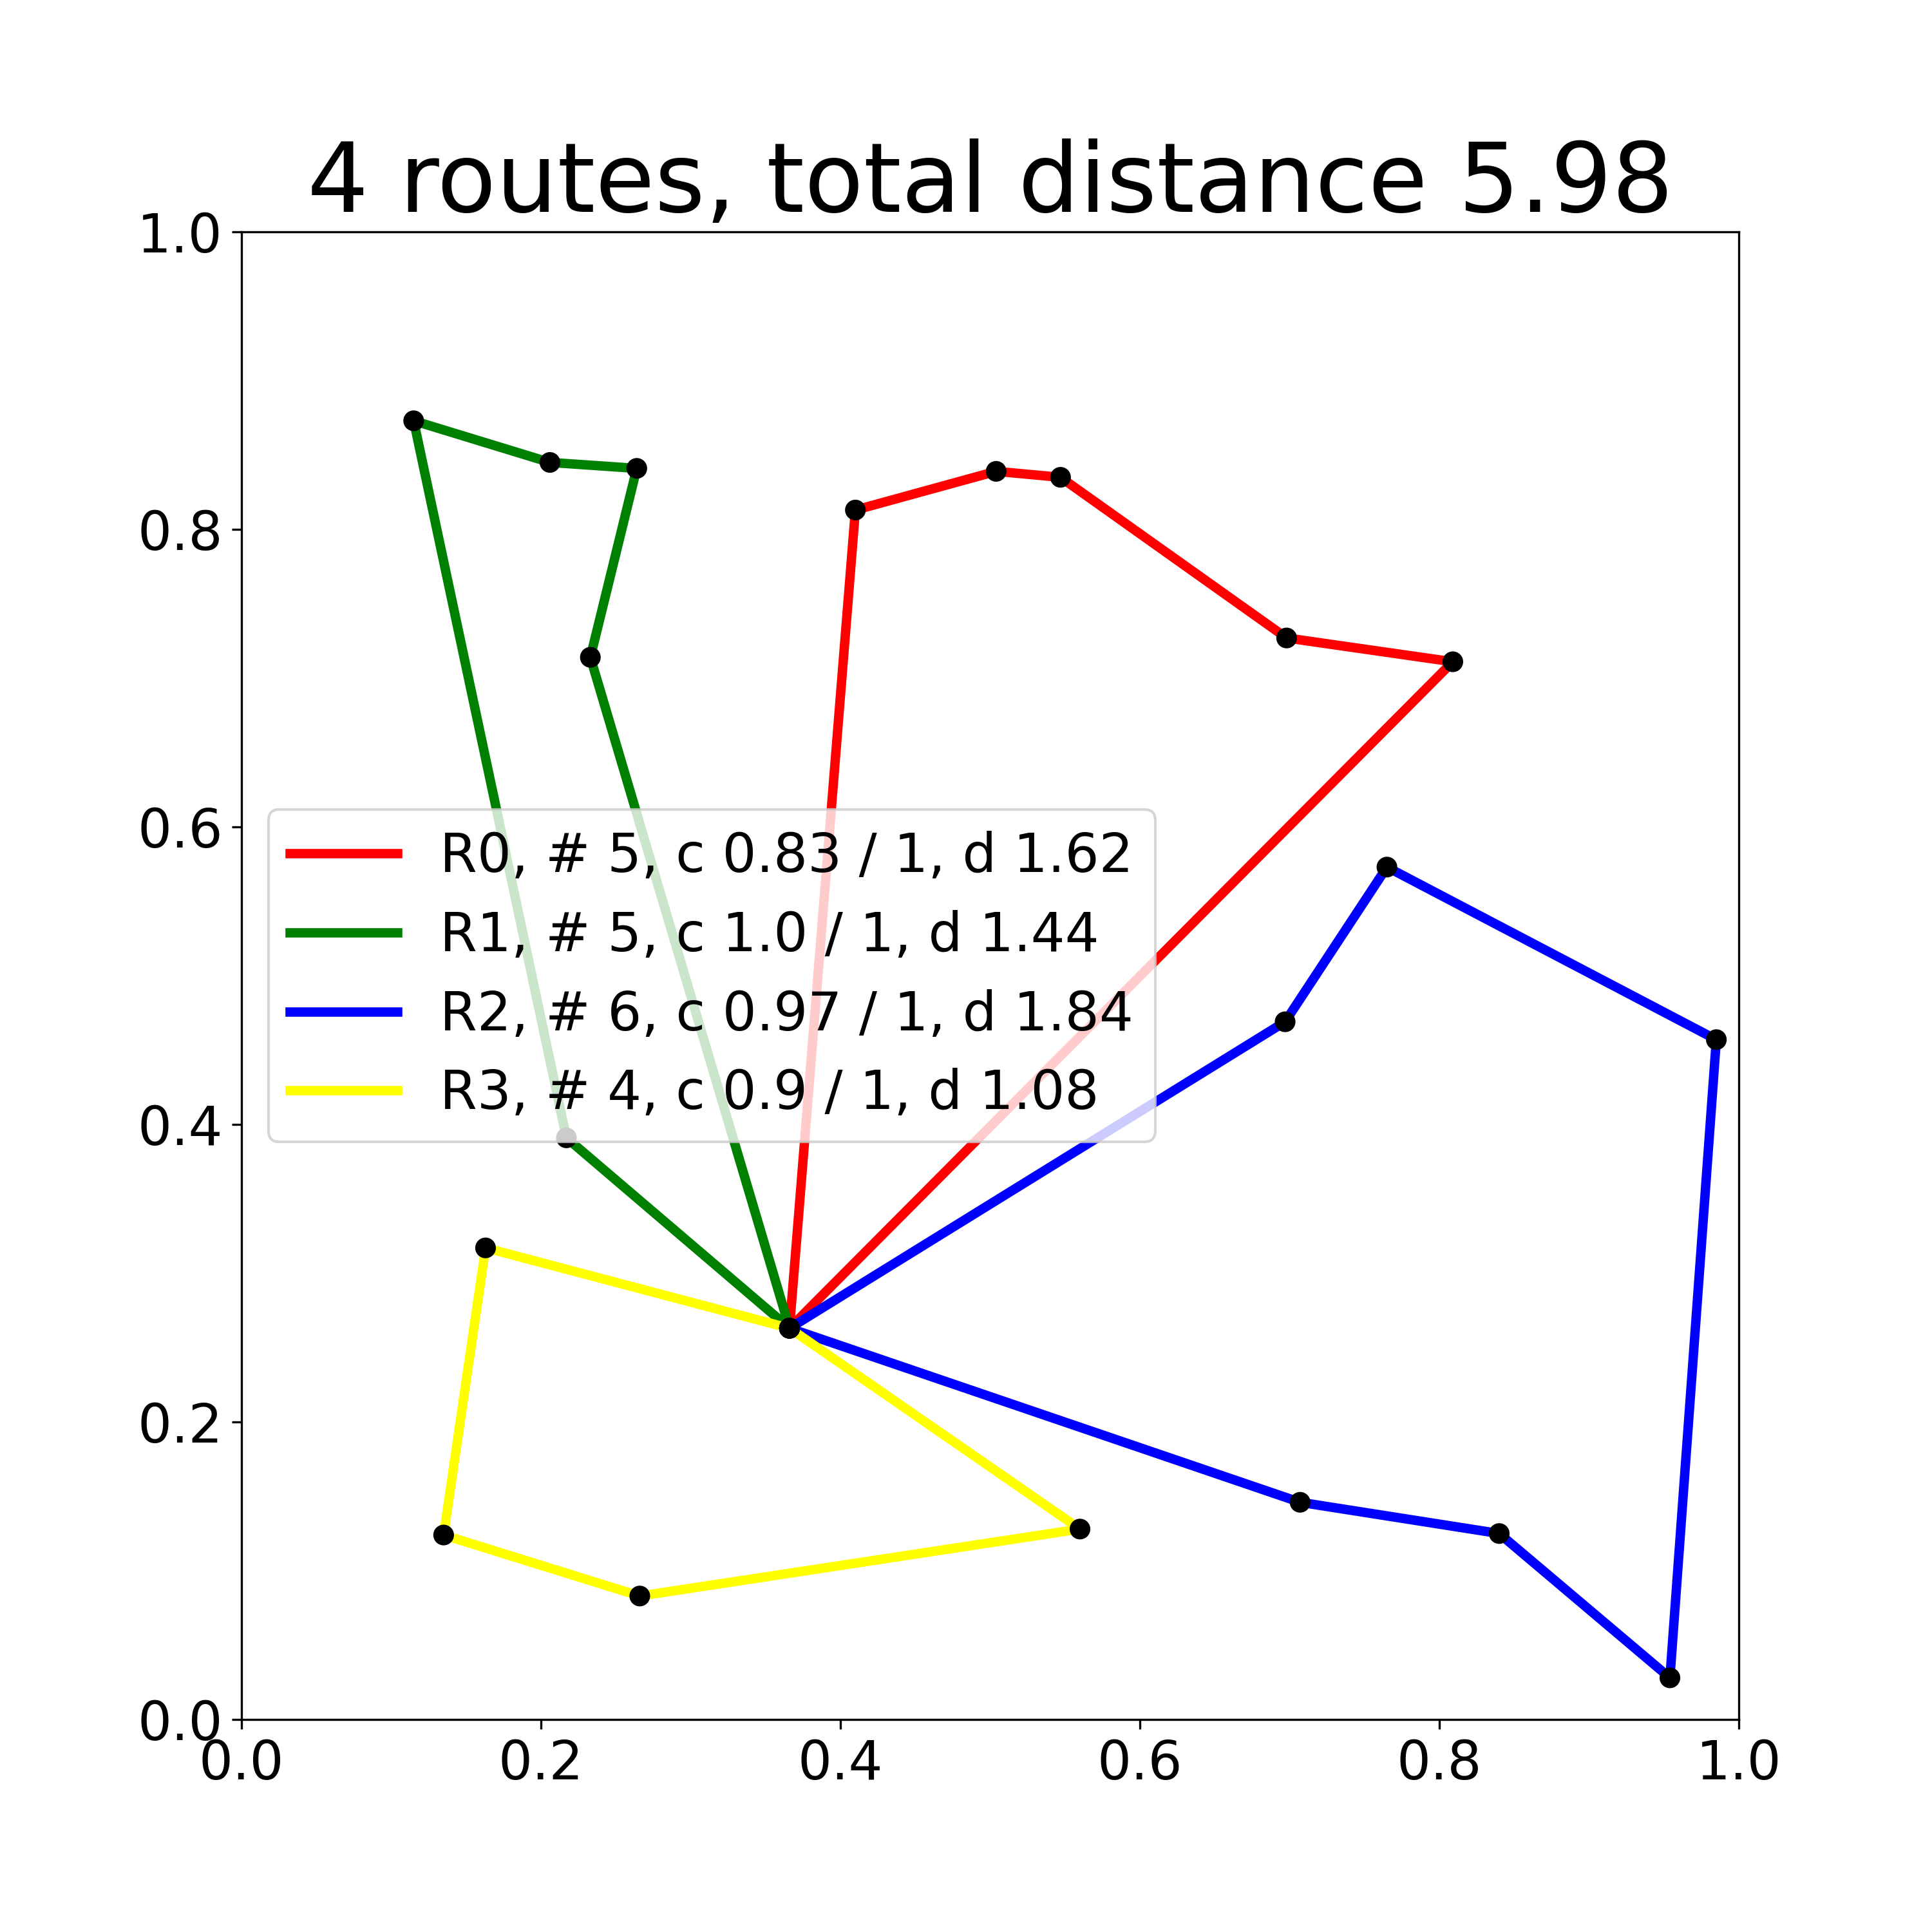 4 routes, total distance 5.98
1.0
0.8
0.6
R0, # 5, c 0.83 / 1, d 1.62
R1, # 5, c 1.0 / 1, d 1.44
R2, # 6, c 0.97 / 1, d 1.84
R3, # 4, c 0.9 / 1, d 1.08
0.4
0.2
0.0
0.0 0.2 0.4 0.6 0.8 1.0